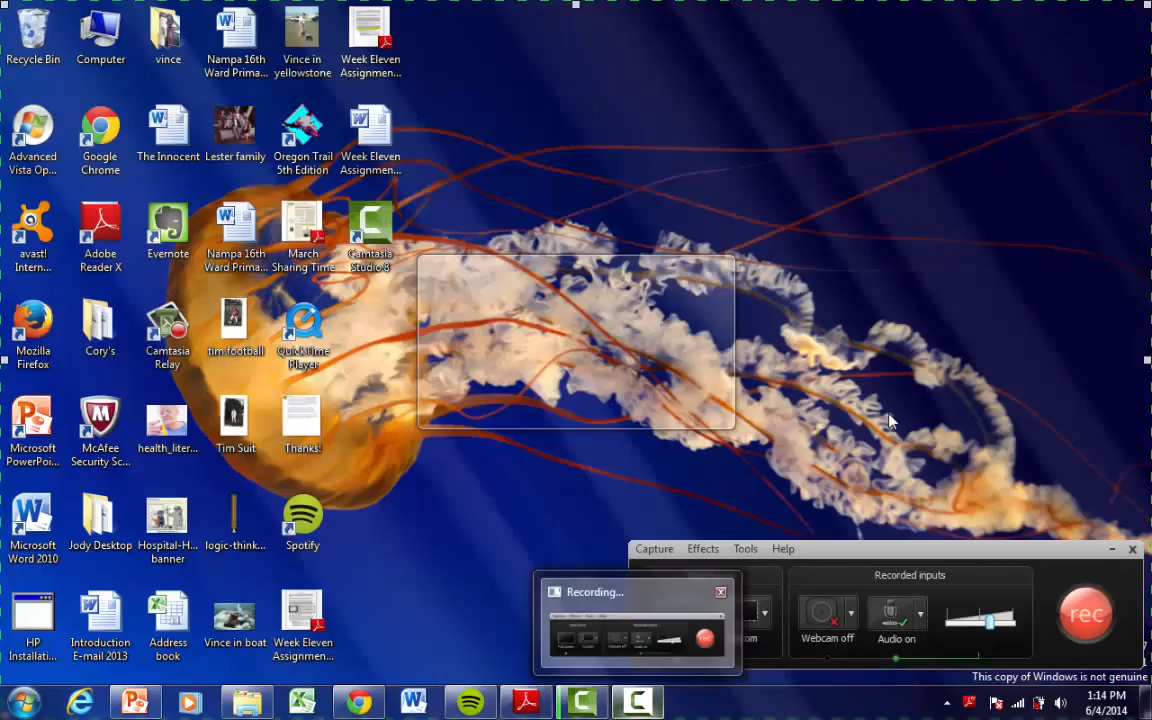 Recycle Bin
Computer
vince
Nampa 16th
Ward Prima...
Vince in
yellowstone
Week Eleven
Assignmen...
Advanced
Vista Op...
Google
Chrome
The Innocent
Lester family
Oregon Trail
5th Edition
Week Eleven
Assignmen...
avast!
Intern...
Adobe
Reader X
Evernote
Nampa 16th
Ward Prima...
March
Sharing Time
Camtasia
Studio 8
Mozilla
Firefox
Cory's
Camtasia
Relay
tim football
QuickTime
Player
Microsoft
PowerPoi...
McAfee
Security Sc...
health_liter...
Tim Suit
Thanks!
Microsoft
Word 2010
Jody Desktop
Hospital-H...
banner
logic-think...
Spotify
HP
Installati...
Introduction
E-mail 2013
Address
book
Vince in boat
Week Eleven
Assignmen...
Capture Effects Tools Help
Recorded inputs
Webcam off
Audio on
rec
Recording...
rec
This copy of Windows is not genuine
1:14 PM
6/4/2014